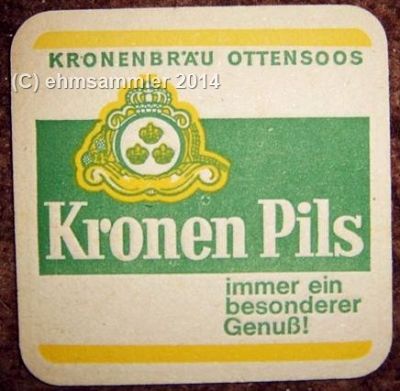 KRONENBRÄU OTTENSOOS
(C) ehmsammler 2014
Kronen Pils
immer ein
besonderer
Genuß!